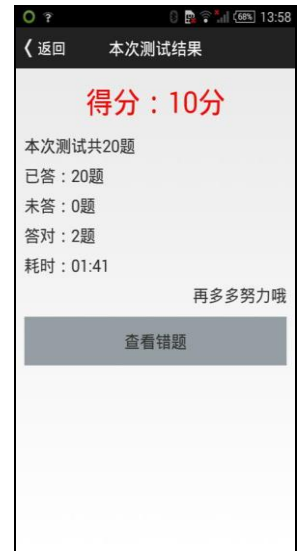 68% 13:58
返回 本次测试结果
得分：10分
本次测试共20题
已答：20题
未答：0题
答对：2题
耗时：01:41
再多多努力哦
查看错题